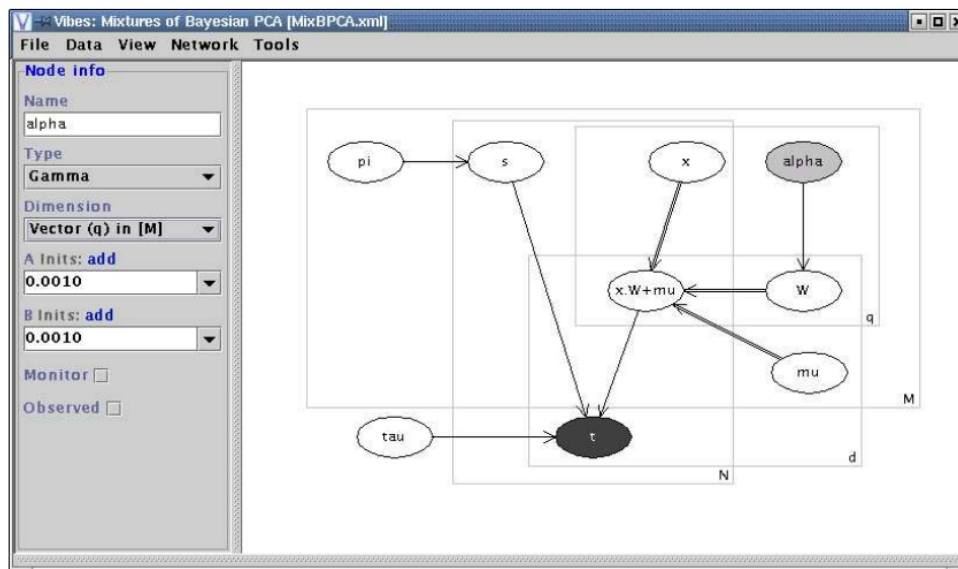 Vibes: Mixtures of Bayesian PCA [MixBPCA.xml]
File Data View Network Tools
Node info
Name
alpha
Type
Gamma
Dimension
Vector (q) in [M]
A Inits: add
0.0010
B Inits: add
0.0010
Monitor
Observed
pi
s
x
alpha
x.W+mu
W
q
mu
M
tau
t
d
N